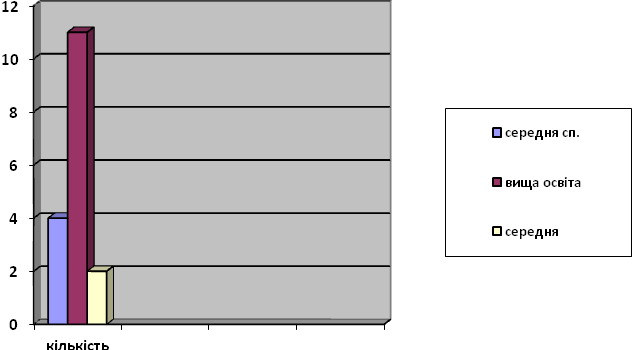 12
10
8
6
4
2
0
кількість
середня сп.
вища освіта
середня